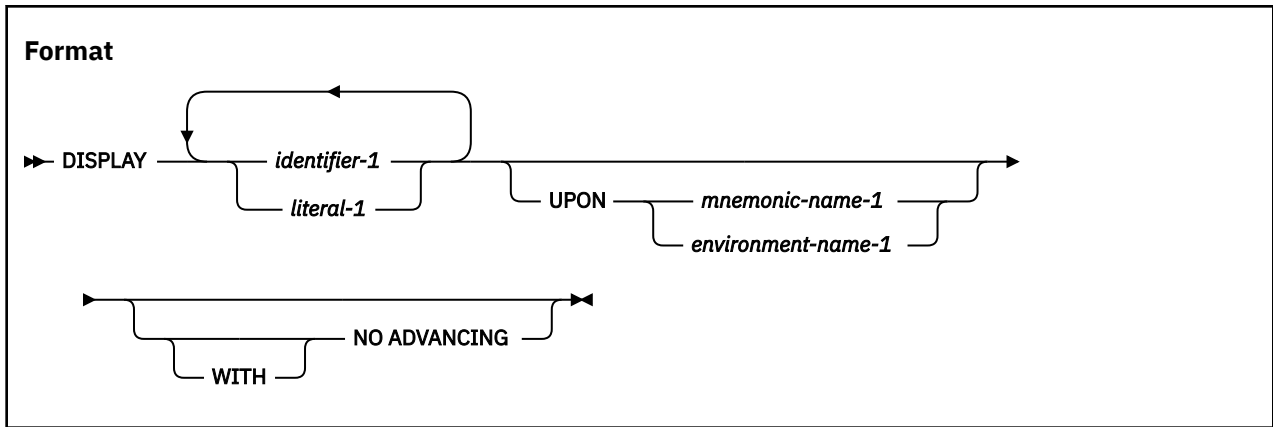 Format
DISPLAY identifier-1
literal-1
UPON mnemonic-name-1
environment-name-1
NO ADVANCING
WITH